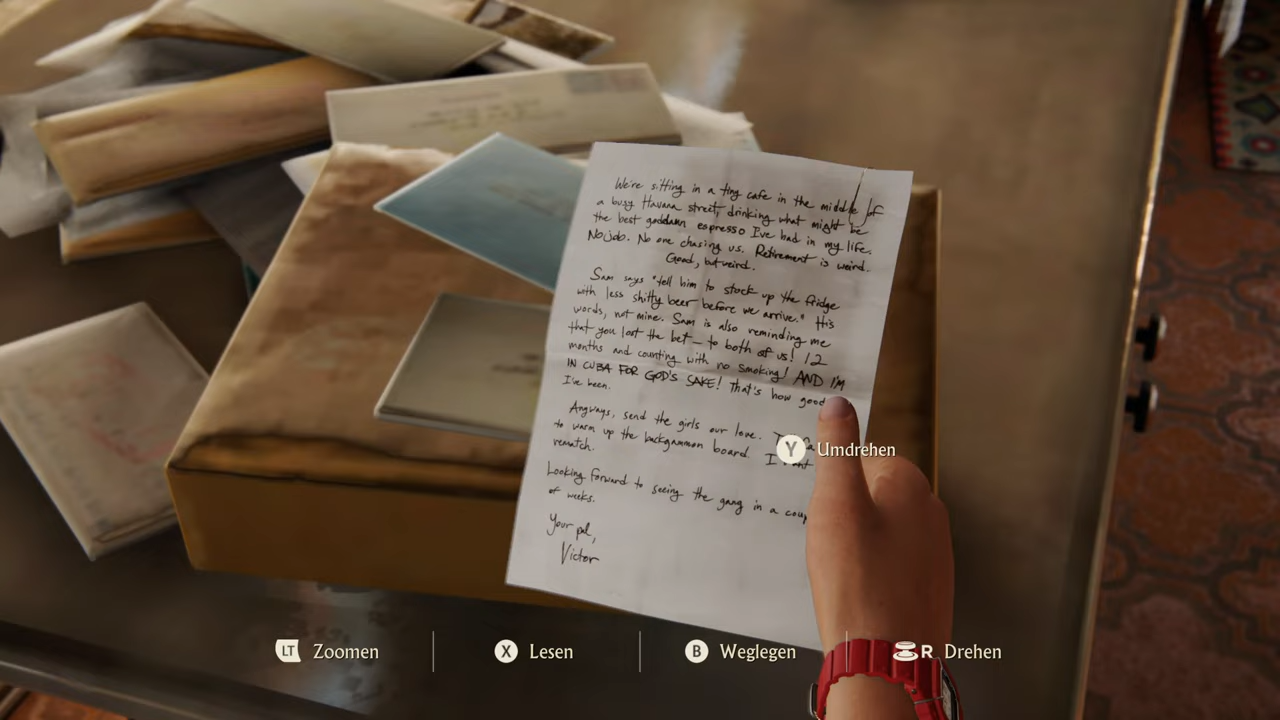 We're sitting in a tiny cafe in the middle of
a busy Havana street, drinking what might be
the best goddamn espresso I've had in my life.
No job. No one chasing us. Retirement is weird.
Good, but weird.
Sam says "tell him to stock up the fridge
with less shitty beer before we arrive." His
words, not mine. Sam is also reminding me
that you lost the bet — to both of us! 12
months and counting with no smoking! AND I'M
IN CUBA FOR GOD'S SAKE! That's how good
I've been.
Anyways, send the girls our love.
to warm up the backgammon board. I
rematch.
Looking forward to seeing the gang in a
of weeks.
Your pal,
Victor
Y Umdrehen
LT Zoomen
X Lesen
B Weglegen
R Drehen